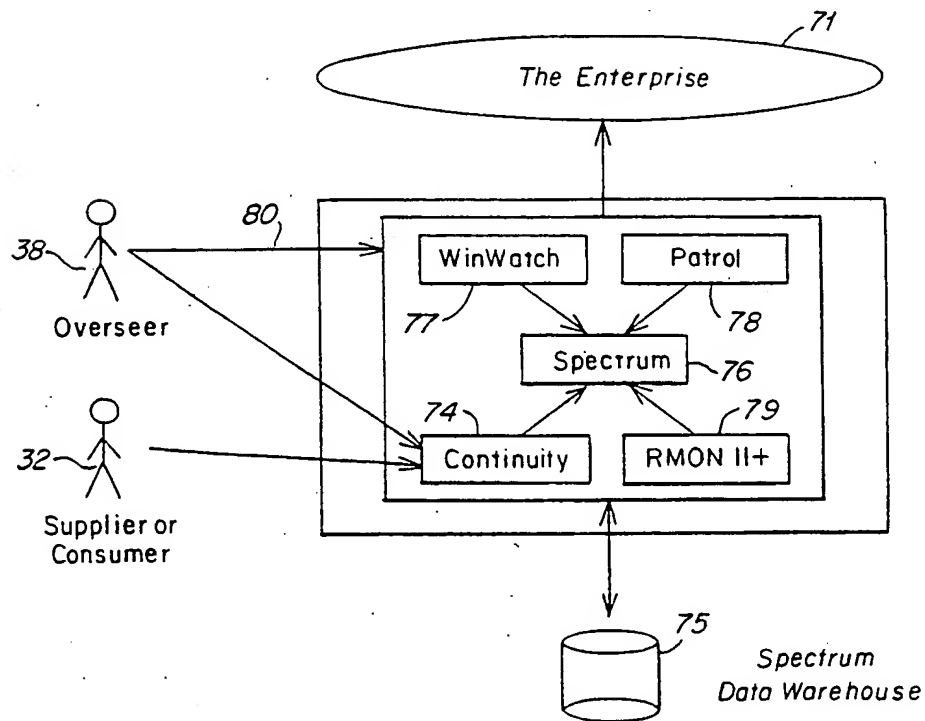 71
The Enterprise
80
38
Overseer
WinWatch
Patrol
77
78
Spectrum
76
74
79
32
Continuity
RMON II+
Supplier or
Consumer
75
Spectrum
Data Warehouse